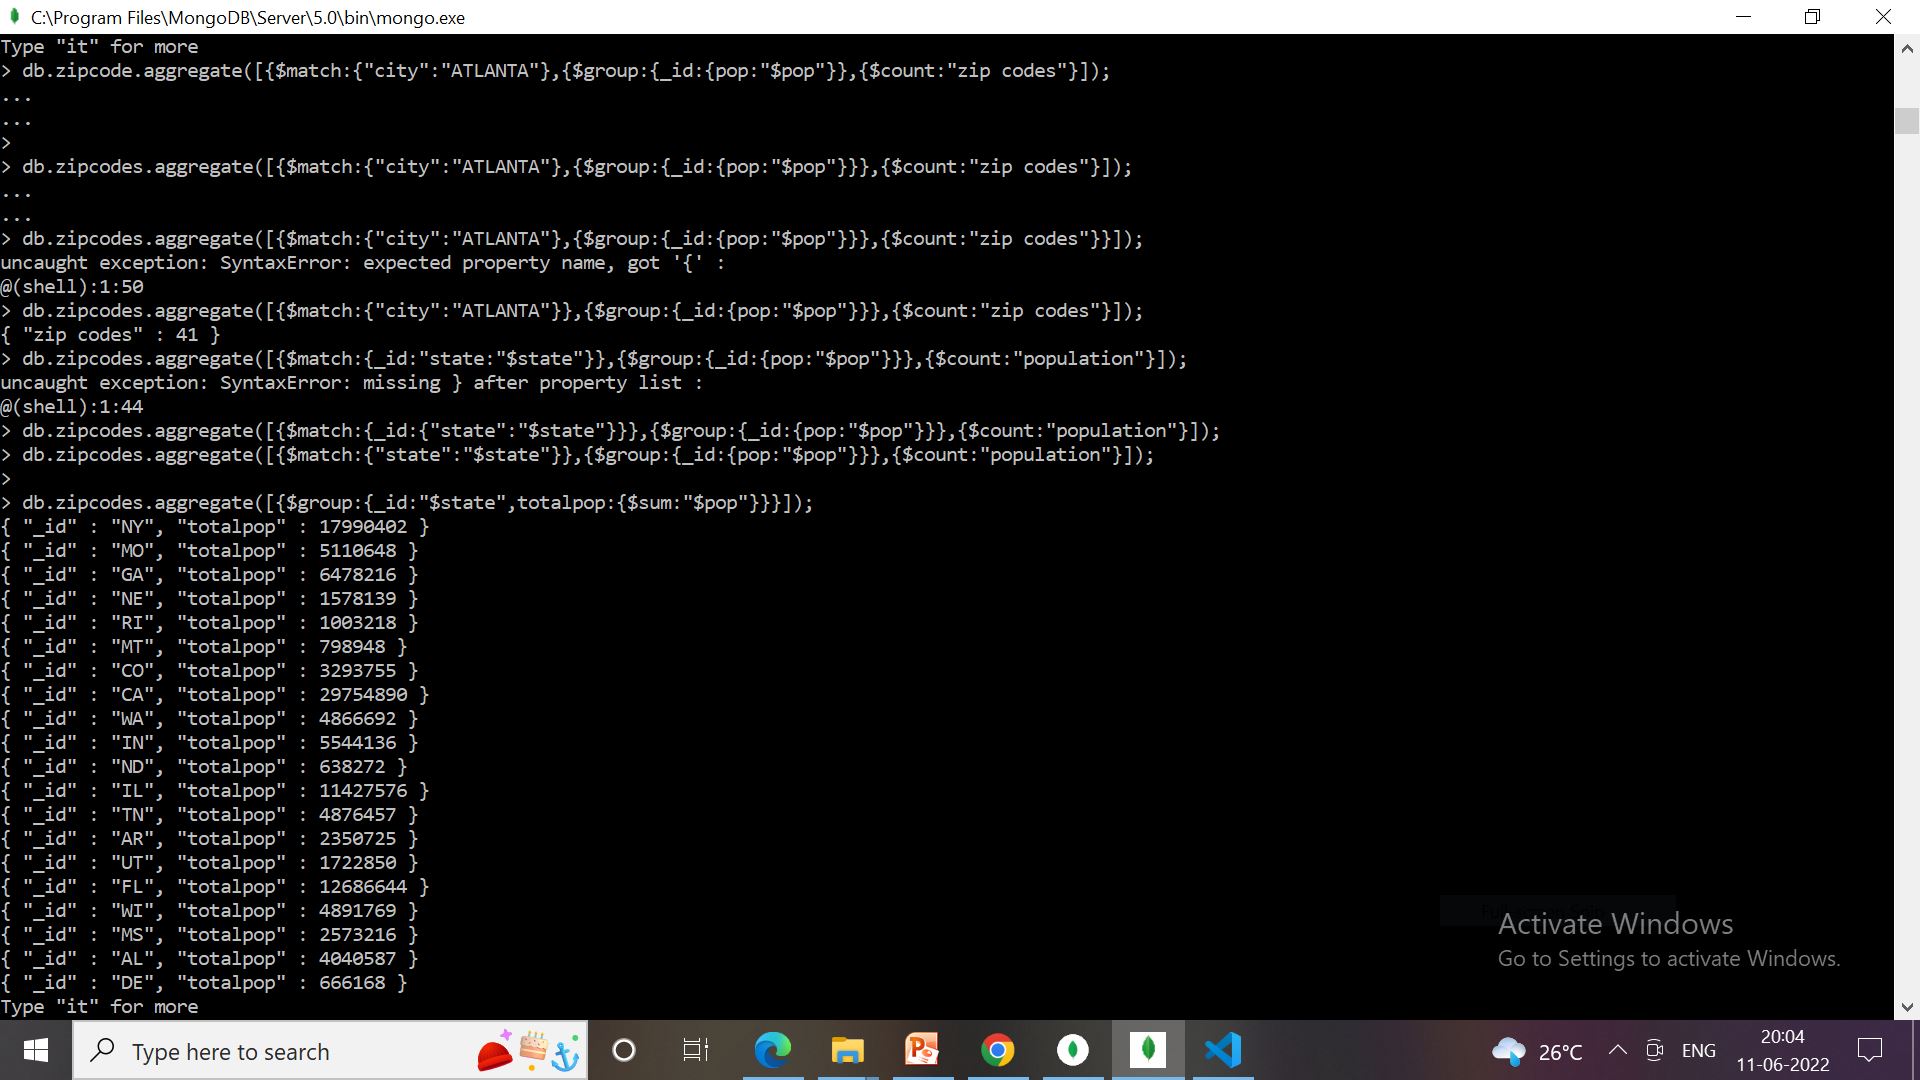 C:\Program Files\MongoDB\Server\5.0\bin\mongo.exe
Type "it" for more
> db.zipcode.aggregate([{$match:{"city":"ATLANTA"},{$group:{_id:{pop:"$pop"}},{$count:"zip codes"}]);
...
...
>
> db.zipcodes.aggregate([{$match:{"city":"ATLANTA"},{$group:{_id:{pop:"$pop"}}},{$count:"zip codes"}]);
...
...
> db.zipcodes.aggregate([{$match:{"city":"ATLANTA"},{$group:{_id:{pop:"$pop"}}},{$count:"zip codes"}}]);
uncaught exception: SyntaxError: expected property name, got '{' :
@(shell):1:50
> db.zipcodes.aggregate([{$match:{"city":"ATLANTA"}},{$group:{_id:{pop:"$pop"}}},{$count:"zip codes"}]);
{ "zip codes" : 41 }
> db.zipcodes.aggregate([{$match:{_id:"state:"$state"}},{$group:{_id:{pop:"$pop"}}},{$count:"population"}]);
uncaught exception: SyntaxError: missing } after property list :
@(shell):1:44
> db.zipcodes.aggregate([{$match:{_id:{"state":"$state"}}},{$group:{_id:{pop:"$pop"}}},{$count:"population"}]);
> db.zipcodes.aggregate([{$match:{"state":"$state"}},{$group:{_id:{pop:"$pop"}}},{$count:"population"}]);
>
> db.zipcodes.aggregate([{$group:{_id:"$state",totalpop:{$sum:"$pop"}}}]);
{ "_id" : "NY", "totalpop" : 17990402 }
{ "_id" : "MO", "totalpop" : 5110648 }
{ "_id" : "GA", "totalpop" : 6478216 }
{ "_id" : "NE", "totalpop" : 1578139 }
{ "_id" : "RI", "totalpop" : 1003218 }
{ "_id" : "MT", "totalpop" : 798948 }
{ "_id" : "CO", "totalpop" : 3293755 }
{ "_id" : "CA", "totalpop" : 29754890 }
{ "_id" : "WA", "totalpop" : 4866692 }
{ "_id" : "IN", "totalpop" : 5544136 }
{ "_id" : "ND", "totalpop" : 638272 }
{ "_id" : "IL", "totalpop" : 11427576 }
{ "_id" : "TN", "totalpop" : 4876457 }
{ "_id" : "AR", "totalpop" : 2350725 }
{ "_id" : "UT", "totalpop" : 1722850 }
{ "_id" : "FL", "totalpop" : 12686644 }
{ "_id" : "WI", "totalpop" : 4891769 }
{ "_id" : "MS", "totalpop" : 2573216 }
{ "_id" : "AL", "totalpop" : 4040587 }
{ "_id" : "DE", "totalpop" : 666168 }
Type "it" for more
Activate Windows
Go to Settings to activate Windows.
Type here to search
26°C
ENG
20:04
11-06-2022